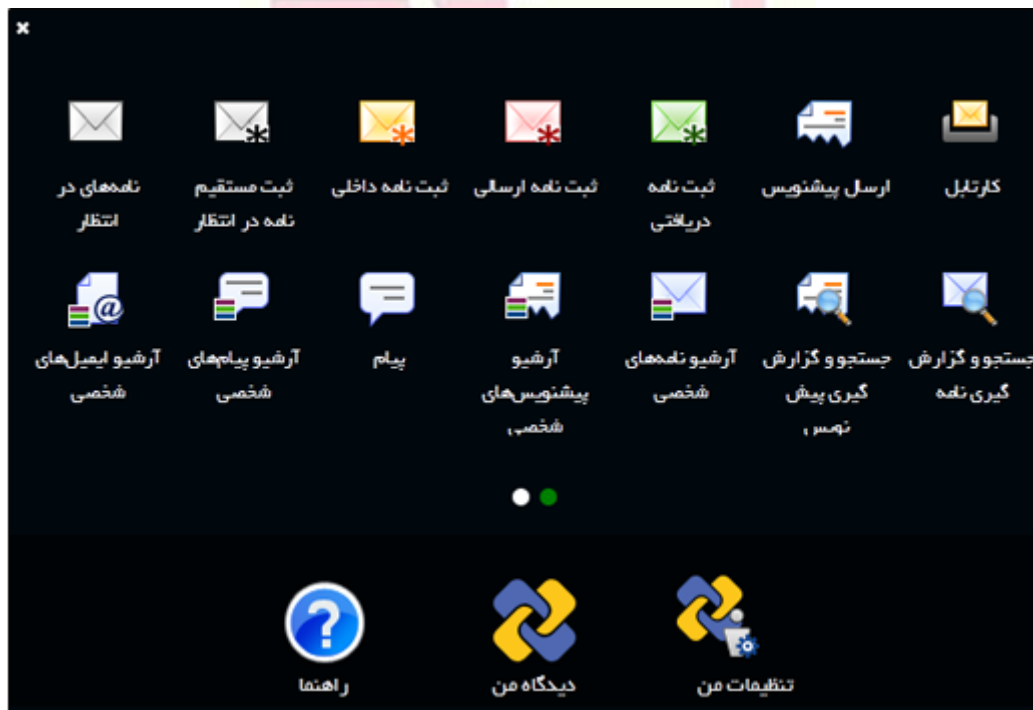 کارتابل
ارسال پیشنویس
ثبت نامه
دریافتی
ثبت نامه ارسالی
ثبت نامه داخلی
ثبت مستقیم
نامه در انتظار
نامه‌های در
انتظار
جستجو و گزارش
گیری نامه
جستجو و گزارش
گیری پیش
نویس
آرشیو نامه‌های
شخصی
آرشیو
پیشنویس‌های
شخصی
پیام
آرشیو پیام‌های
شخصی
آرشیو ایمیل‌های
شخصی
تنظیمات من
دیدگاه من
راهنما